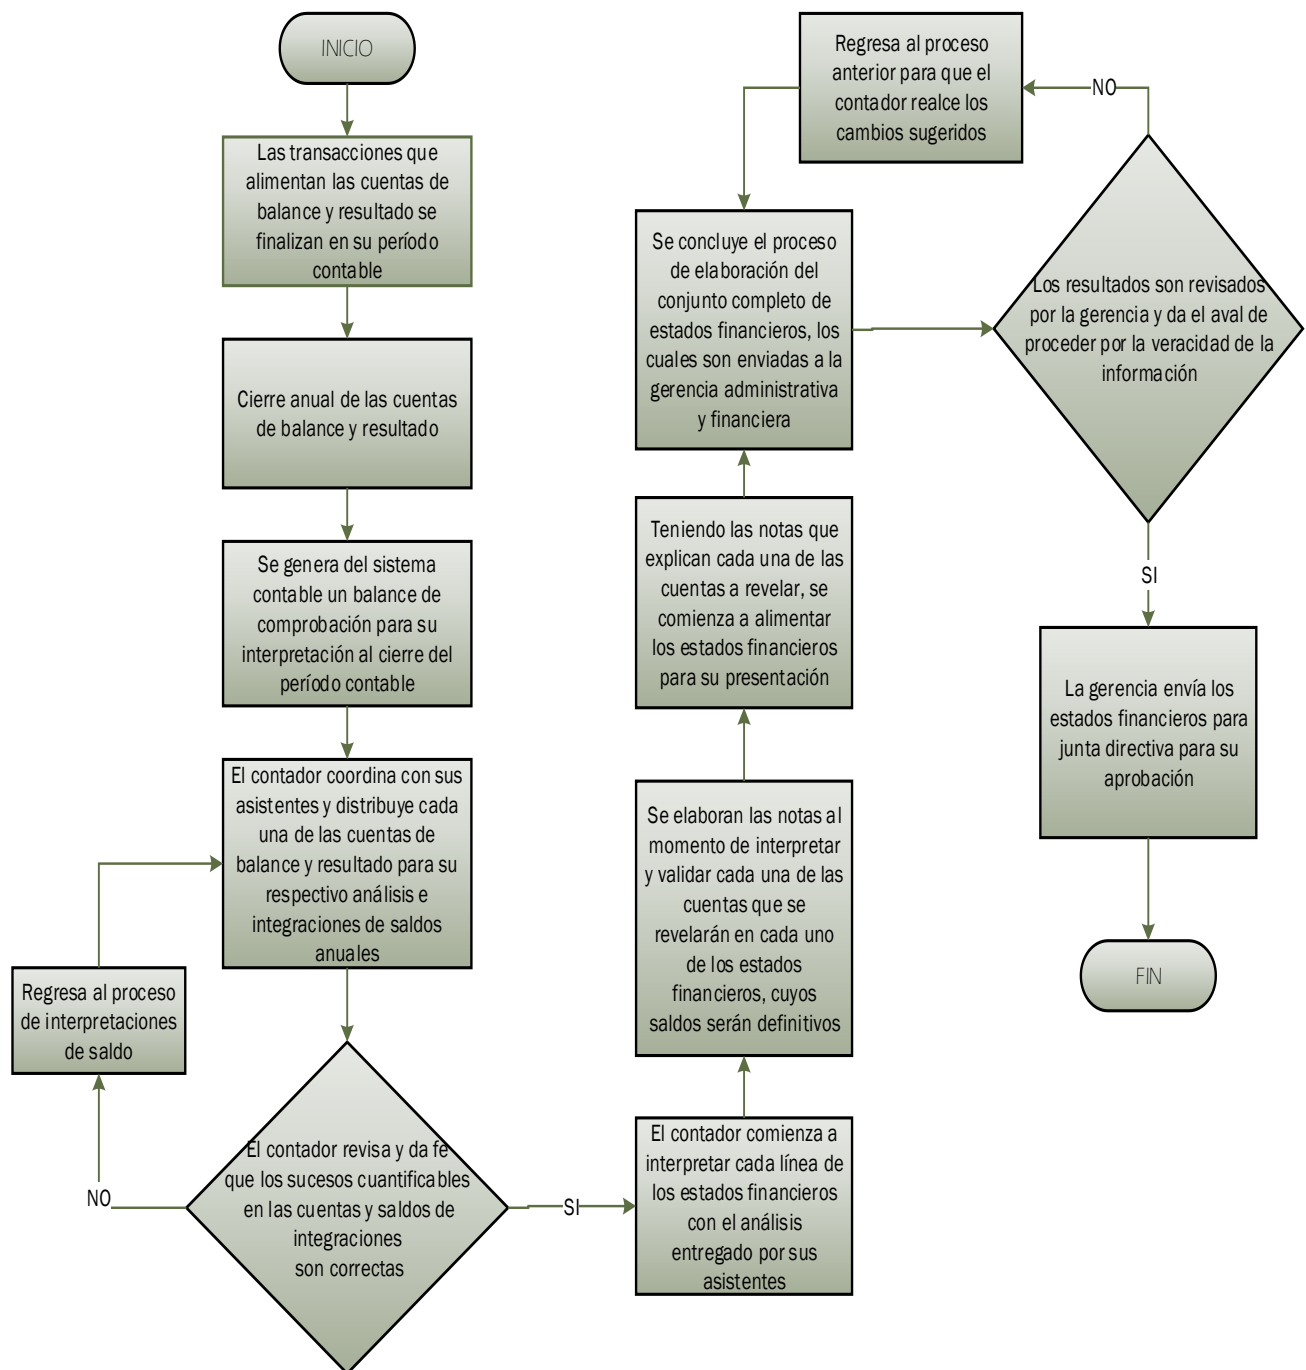 INICIO
Las transacciones que
alimentan las cuentas de
balance y resultado se
finalizan en su período
contable
Cierre anual de las cuentas
de balance y resultado
Se genera del sistema
contable un balance de
comprobación para su
interpretación al cierre del
período contable
El contador coordina con sus
asistentes y distribuye cada
una de las cuentas de
balance y resultado para su
respectivo análisis e
integraciones de saldos
anuales
Regresa al proceso
de interpretaciones
de saldo
NO
El contador revisa y da fe
que los sucesos cuantificables
en las cuentas y saldos de
integraciones
son correctas
SI
El contador comienza a
interpretar cada línea de
los estados financieros
con el análisis
entregado por sus
asistentes
Se elaboran las notas al
momento de interpretar
y validar cada una de las
cuentas que se
revelarán en cada uno
de los estados
financieros, cuyos
saldos serán definitivos
Teniendo las notas que
explican cada una de las
cuentas a revelar, se
comienza a alimentar
los estados financieros
para su presentación
Se concluye el proceso
de elaboración del
conjunto completo de
estados financieros, los
cuales son enviadas a la
gerencia administrativa
y financiera
Regresa al proceso
anterior para que el
contador realce los
cambios sugeridos
NO
Los resultados son revisados
por la gerencia y da el aval de
proceder por la veracidad de la
información
SI
La gerencia envía los
estados financieros para
junta directiva para su
aprobación
FIN